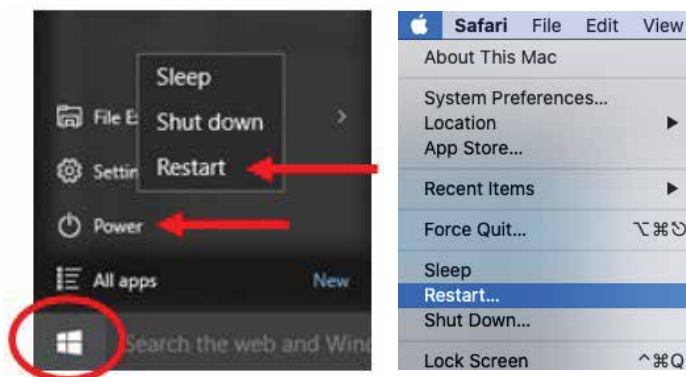 Sleep
Shut down
Restart
File E
Settin
Power
All apps New
Search the web and Wind
Safari File Edit View
About This Mac
System Preferences...
Location
App Store...
Recent Items
Force Quit... ⌥⌘⎋
Sleep
Restart...
Shut Down...
Lock Screen ^⌘Q